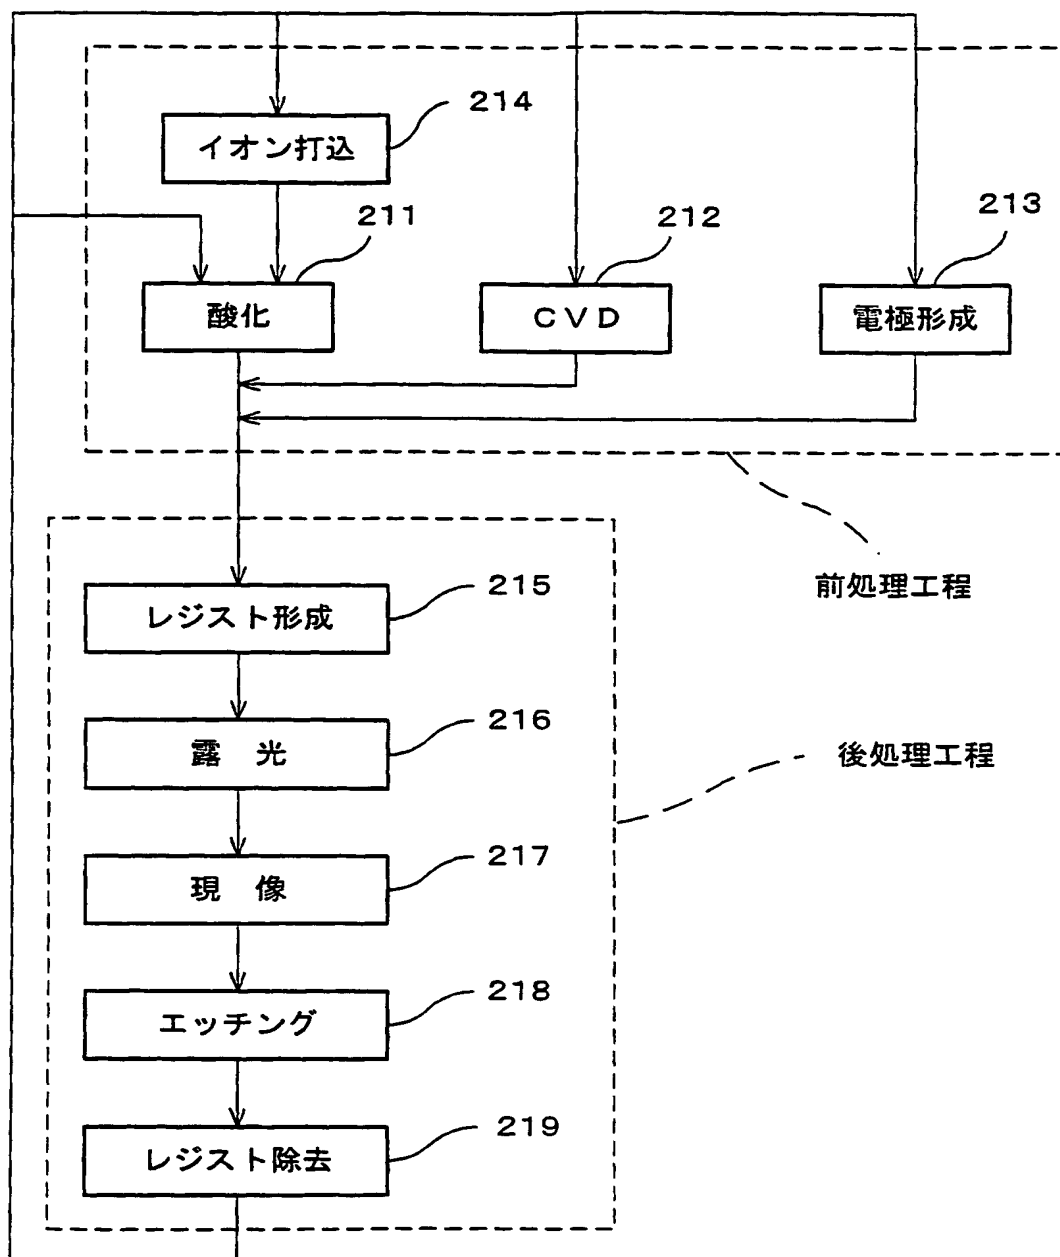 214
イオン打込
211
212
213
酸化
CVD
電極形成
前処理工程
215
レジスト形成
216
露 光
後処理工程
217
現 像
218
エッチング
219
レジスト除去